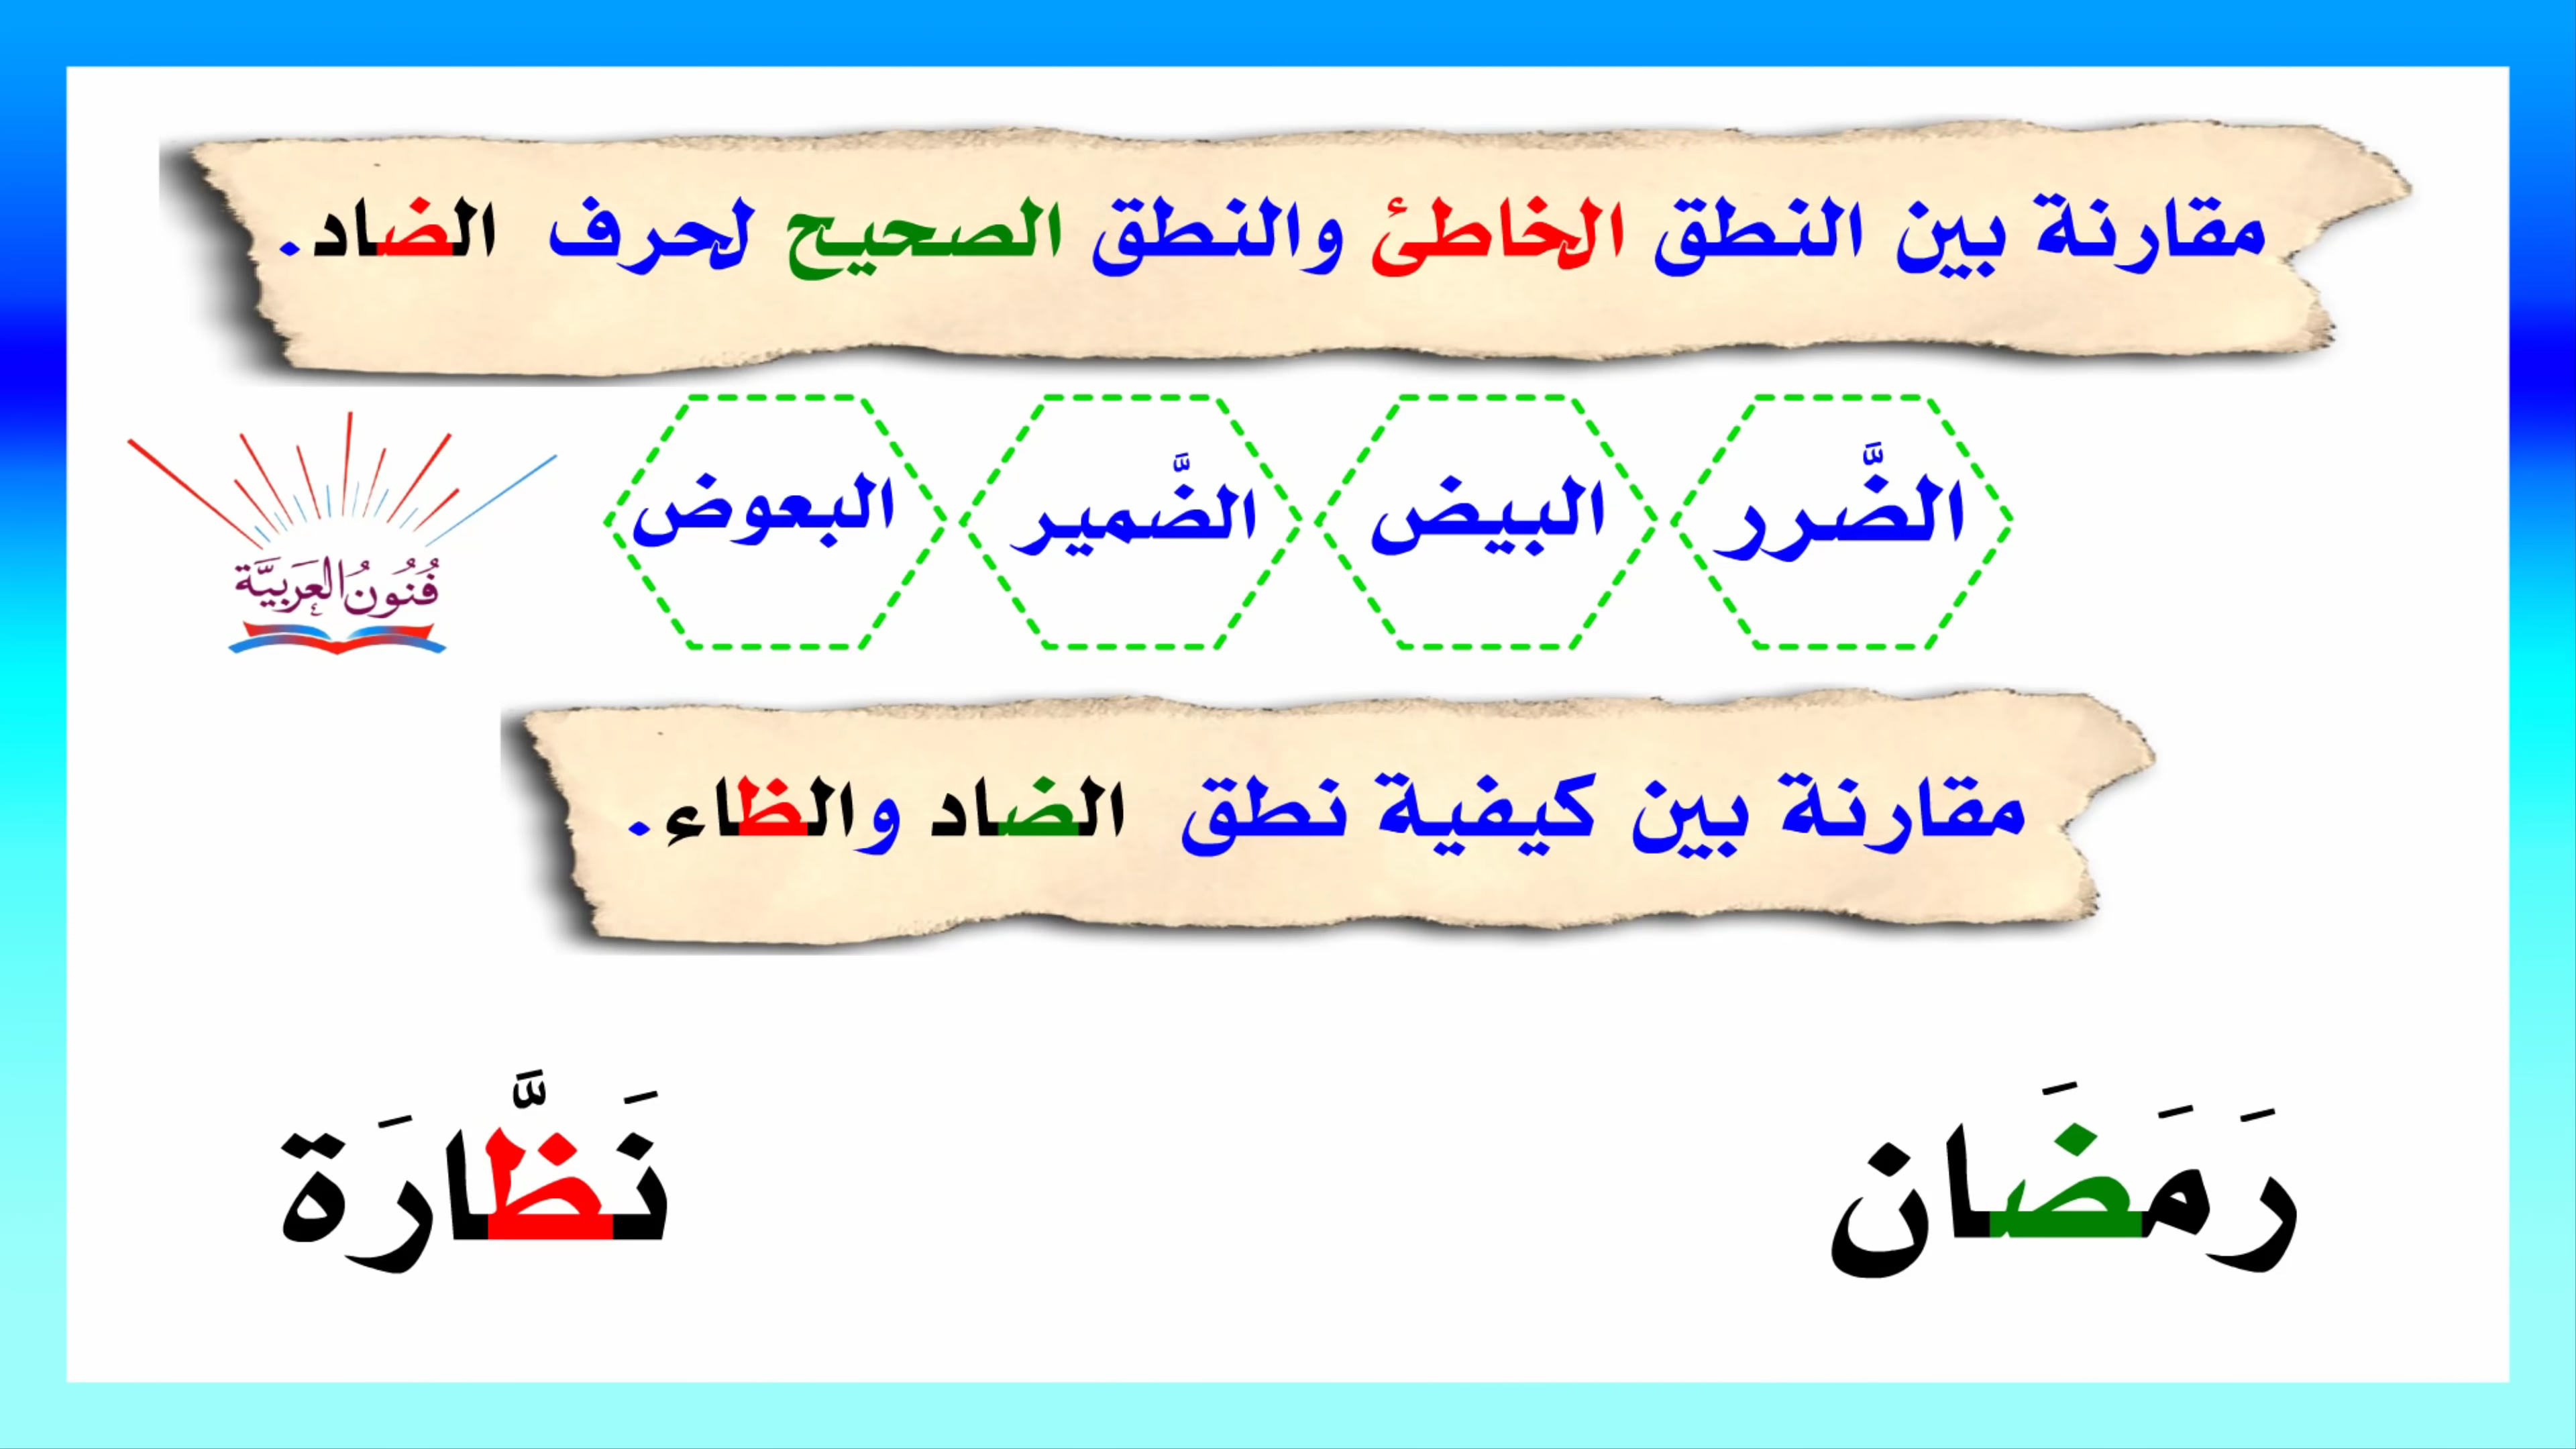 مقارنة بين النطق الخاطئ والنطق الصحيح لحرف الضاد.
الضَّرر البيض الضَّمير البعوض
فُنُونُ العَرَبِيَّة
مقارنة بين كيفية نطق الضاد والظاء.
رَمَضَان نَظَّارَة